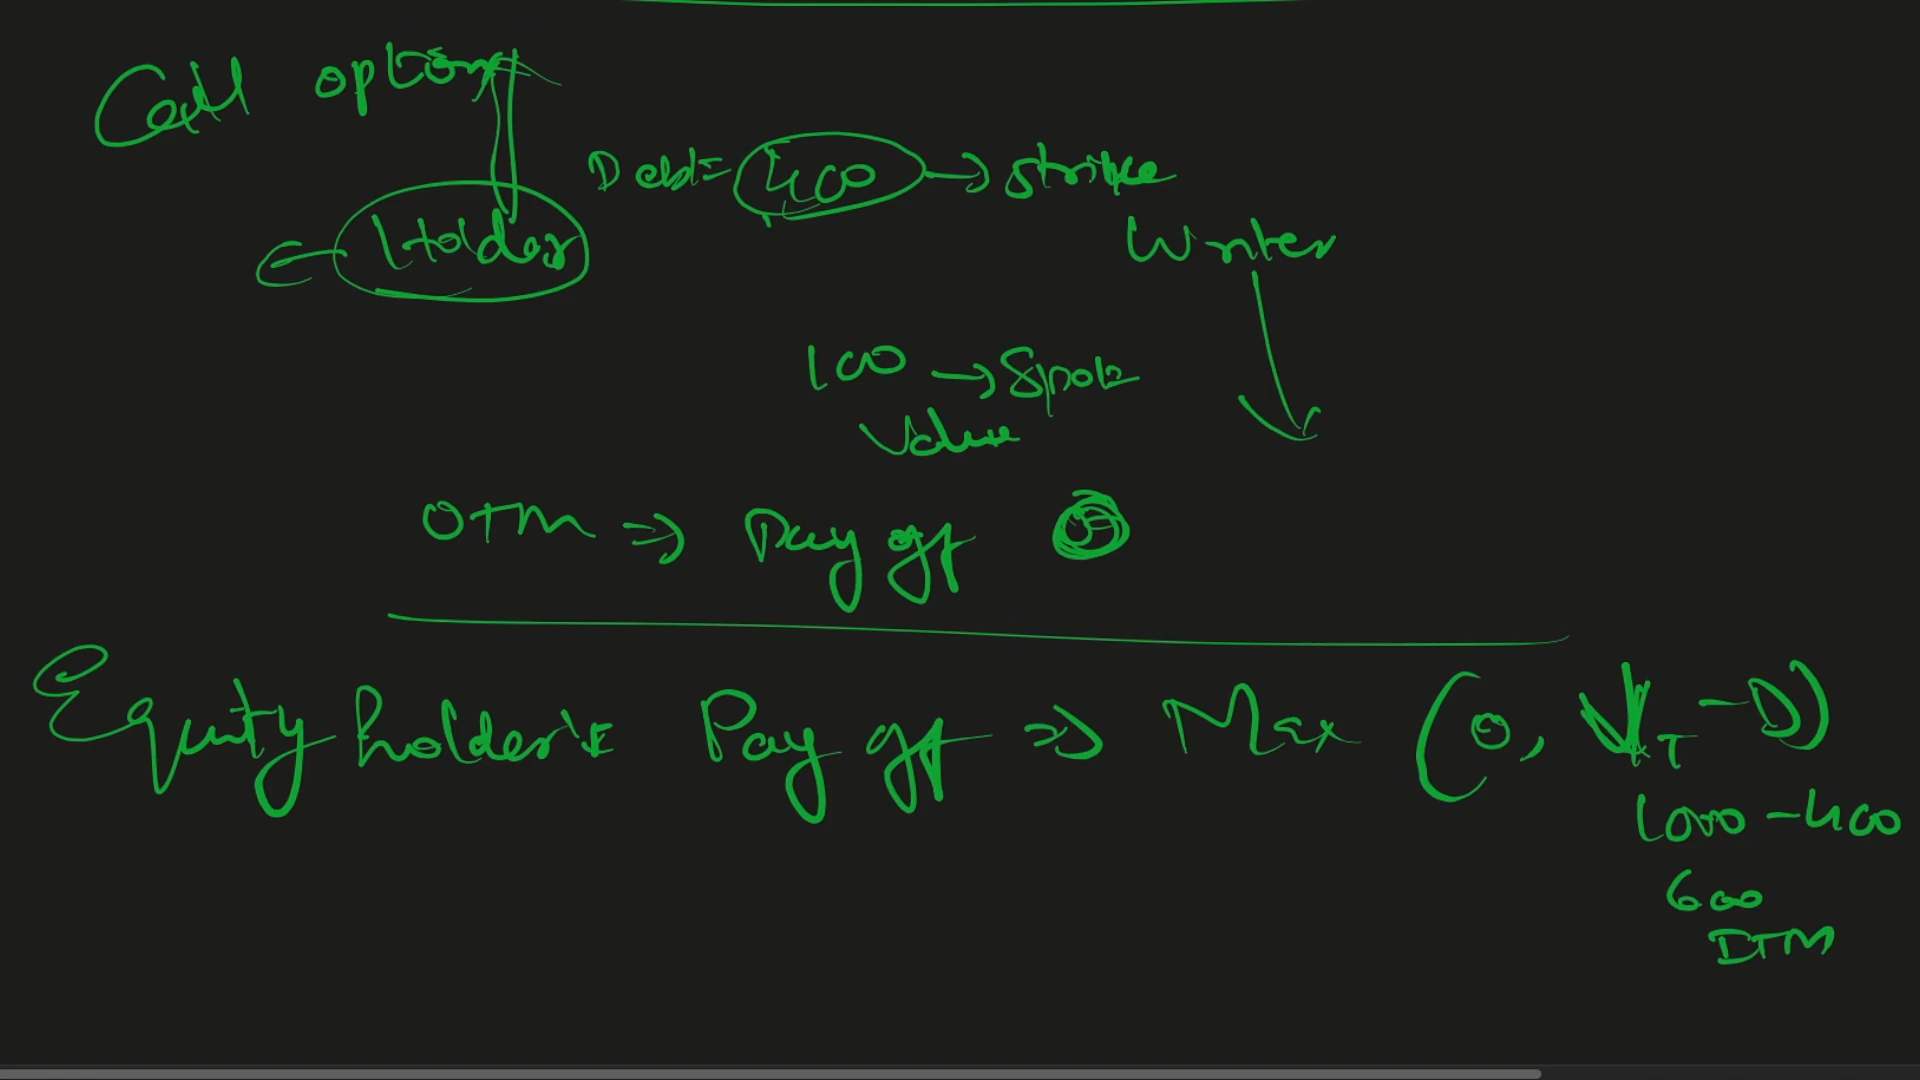 Call option
Debt = 400 → Strike
← Holder
Writer
100 → Spot
Value
OTM ⇒ Pay off 0
Equity holder's Pay off ⇒ Max (0, V_T - D)
1000 - 400
600
ITM